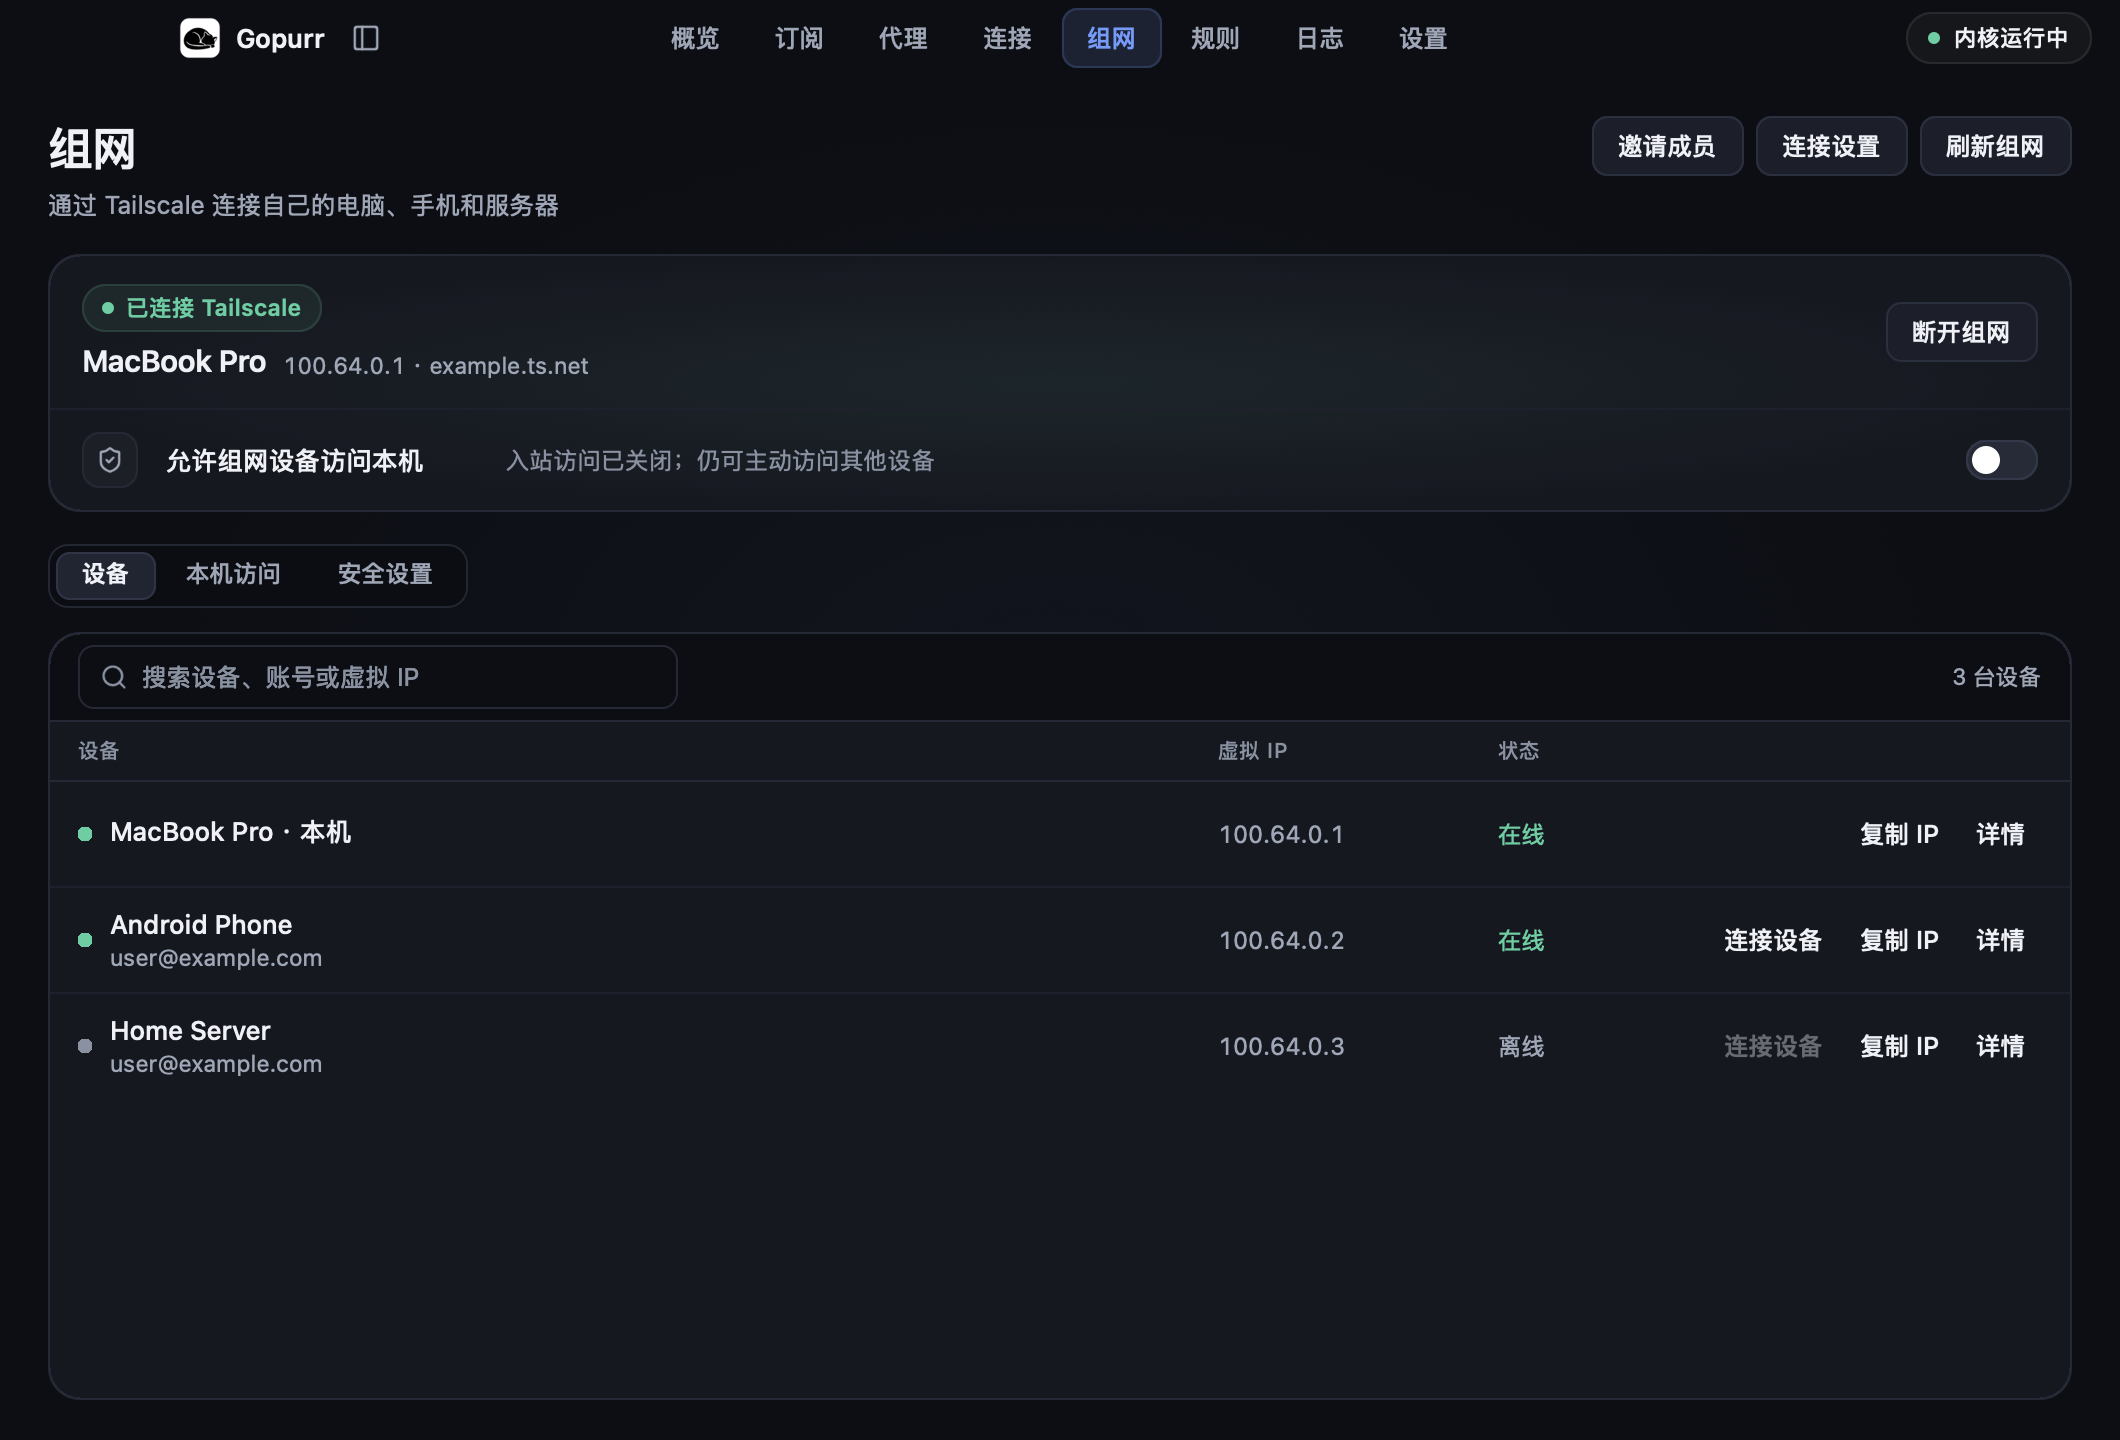 Gopurr
概览 订阅 代理 连接 组网 规则 日志 设置
内核运行中
组网
邀请成员 连接设置 刷新组网
通过 Tailscale 连接自己的电脑、手机和服务器
已连接 Tailscale
MacBook Pro 100.64.0.1 · example.ts.net
断开组网
允许组网设备访问本机 入站访问已关闭；仍可主动访问其他设备
设备 本机访问 安全设置
搜索设备、账号或虚拟 IP
3 台设备
设备 虚拟 IP 状态
MacBook Pro · 本机 100.64.0.1 在线 复制 IP 详情
Android Phone
user@example.com
100.64.0.2 在线 连接设备 复制 IP 详情
Home Server
user@example.com
100.64.0.3 离线 连接设备 复制 IP 详情